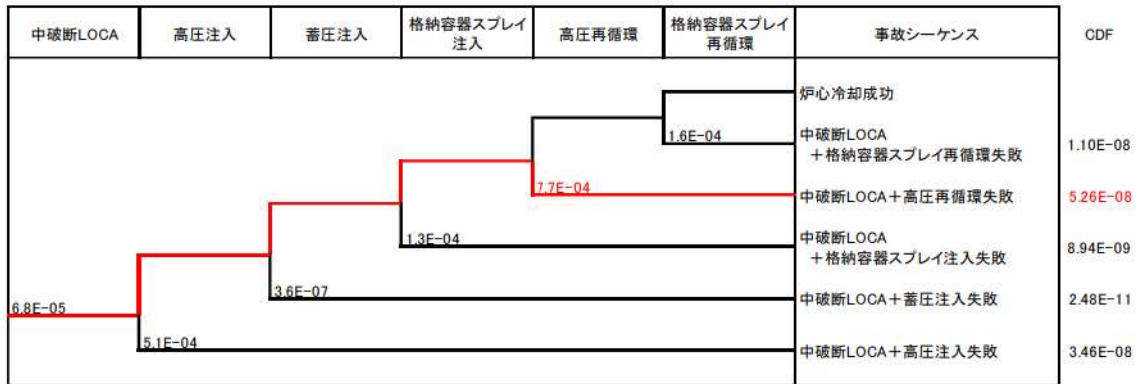 中破断LOCA
高圧注入
蓄圧注入
格納容器スプレイ
注入
高圧再循環
格納容器スプレイ
再循環
事故シーケンス
CDF
炉心冷却成功
1.6E-04
中破断LOCA
+格納容器スプレイ再循環失敗
1.10E-08
7.7E-04
中破断LOCA+高圧再循環失敗
5.26E-08
1.3E-04
中破断LOCA
+格納容器スプレイ注入失敗
8.94E-09
3.6E-07
中破断LOCA+蓄圧注入失敗
2.48E-11
6.8E-05
5.1E-04
中破断LOCA+高圧注入失敗
3.46E-08